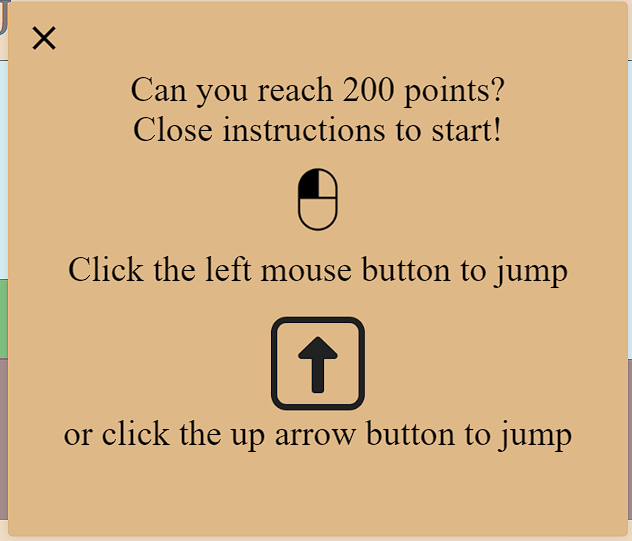 Can you reach 200 points?
Close instructions to start!
Click the left mouse button to jump
or click the up arrow button to jump